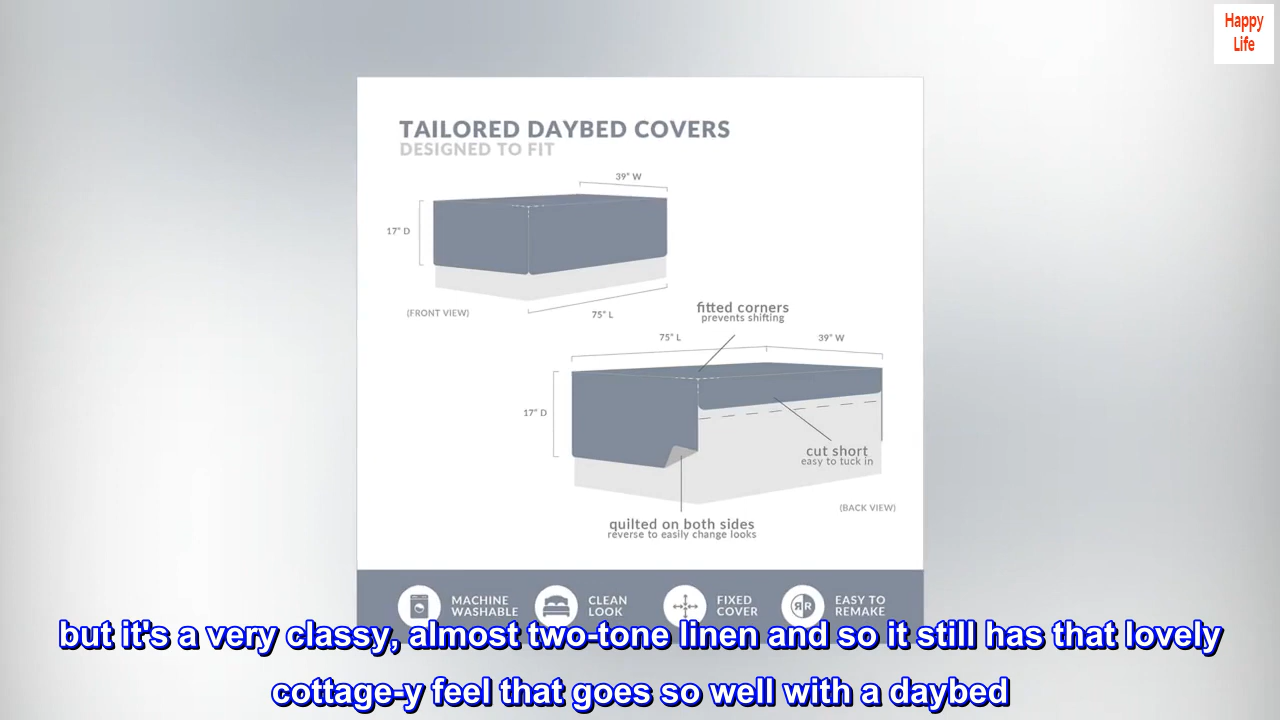 Happy
Life
TAILORED DAYBED COVERS
DESIGNED TO FIT
39" W
17" D
(FRONT VIEW)
75" L
fitted corners
prevents shifting
75" L
39" W
17" D
cut short
easy to tuck in
(BACK VIEW)
quilted on both sides
reverse to easily change looks
MACHINE
WASHABLE
CLEAN
LOOK
FIXED
COVER
R R
EASY TO
REMAKE
but it's a very classy, almost two-tone linen and so it still has that lovely
cottage-y feel that goes so well with a daybed